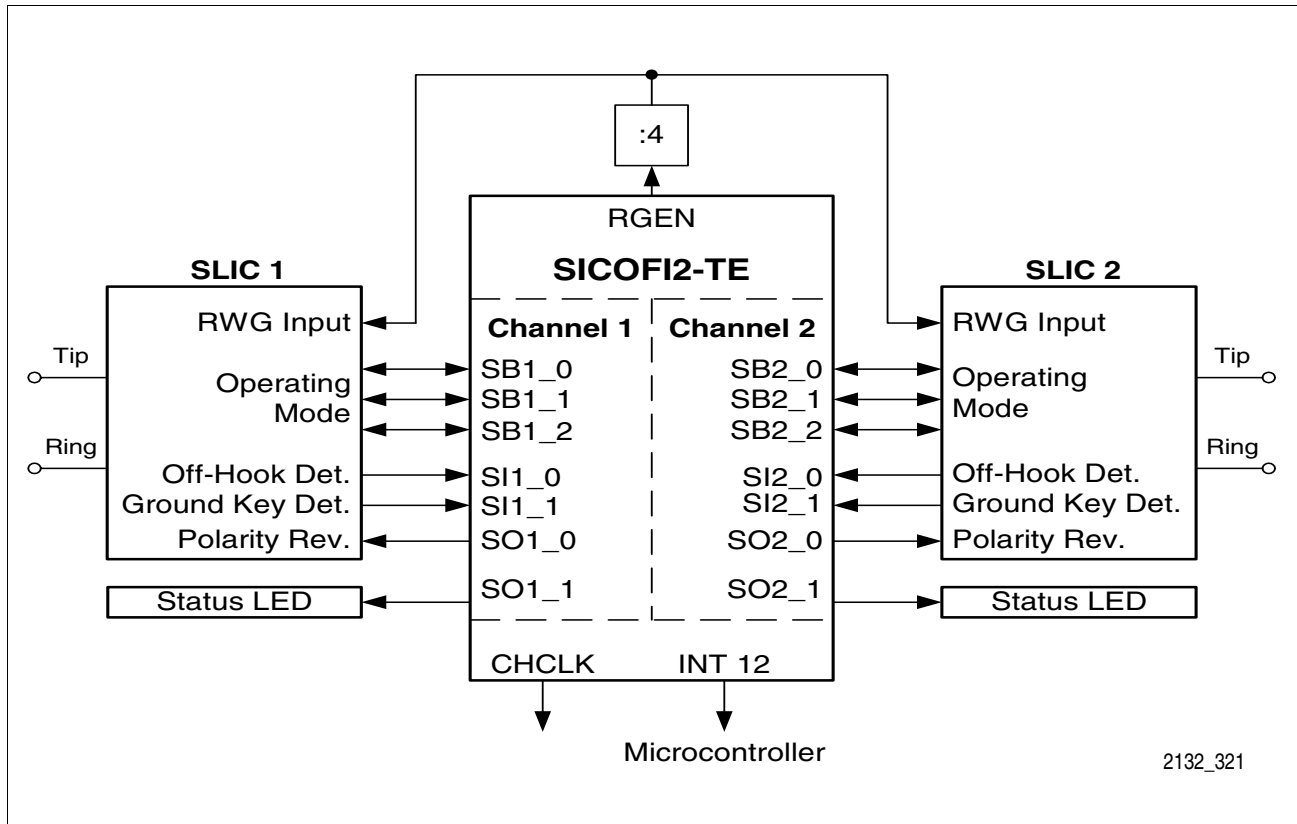 :4
RGEN
SICOFI2-TE
SLIC 1
RWG Input
Tip
Operating
Mode
Ring
Off-Hook Det.
Ground Key Det.
Polarity Rev.
Status LED
Channel 1
SB1_0
SB1_1
SB1_2
SI1_0
SI1_1
SO1_0
SO1_1
Channel 2
SB2_0
SB2_1
SB2_2
SI2_0
SI2_1
SO2_0
SO2_1
SLIC 2
RWG Input
Operating
Mode
Tip
Ring
Off-Hook Det.
Ground Key Det.
Polarity Rev.
Status LED
CHCLK
INT 12
Microcontroller
2132_321